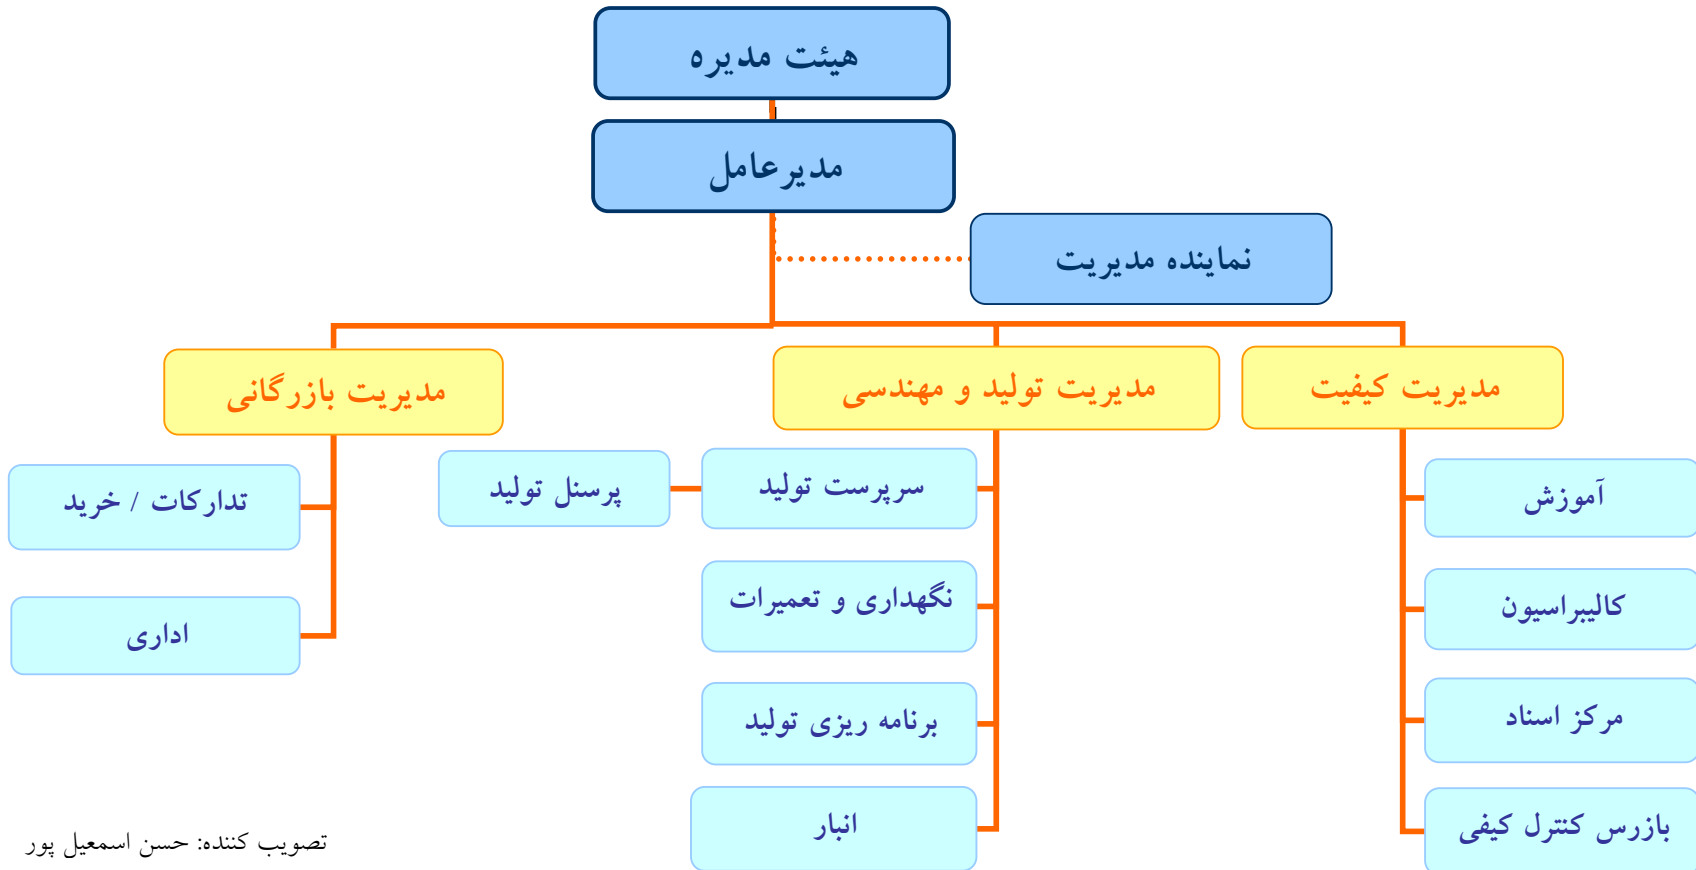 هیئت مدیره
مدیرعامل
نماینده مدیریت
مدیریت کیفیت
مدیریت تولید و مهندسی
مدیریت بازرگانی
آموزش
کالیبراسیون
مرکز اسناد
بازرس کنترل کیفی
سرپرست تولید
پرسنل تولید
نگهداری و تعمیرات
برنامه ریزی تولید
انبار
تدارکات / خرید
اداری
تصویب کننده: حسن اسمعیل پور